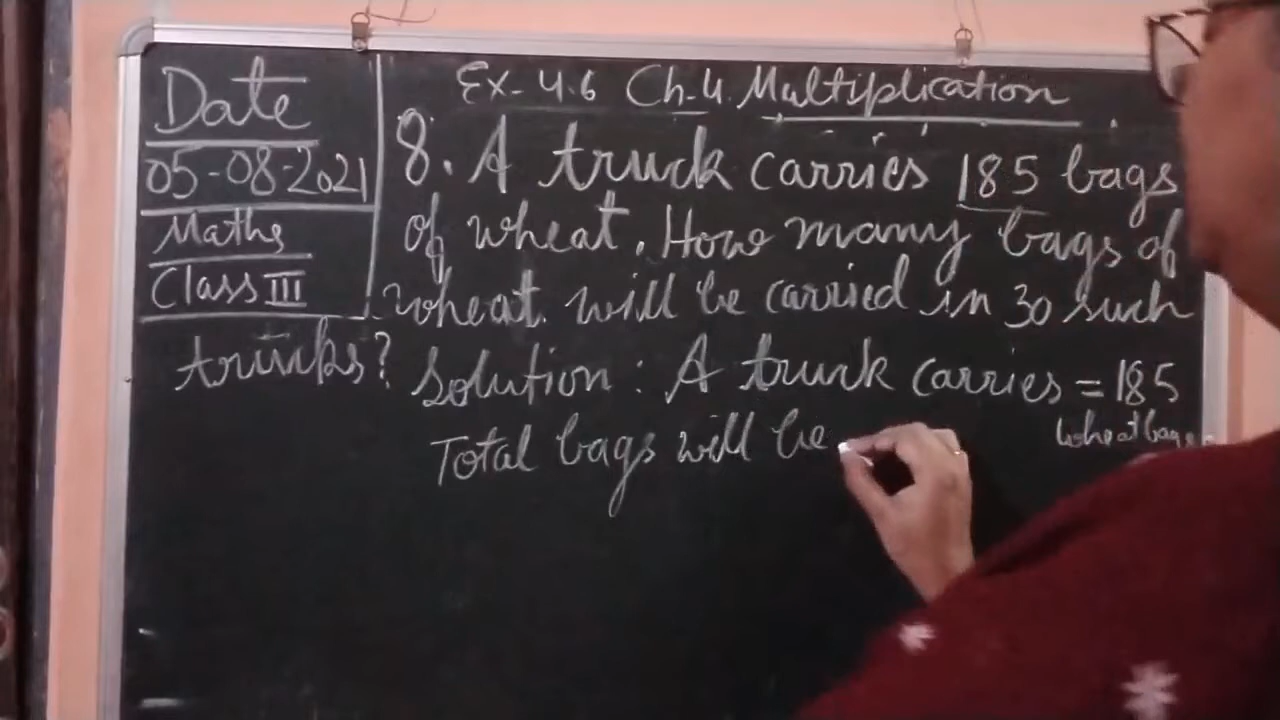 Date
05-08-2021
Maths
Class III
Ex-4.6 Ch-4. Multiplication
8. A truck carries 185 bags
of wheat. How many bags of
wheat will be carried in 30 such
trucks?
Solution: A truck carries = 185
wheat bags
Total bags will be